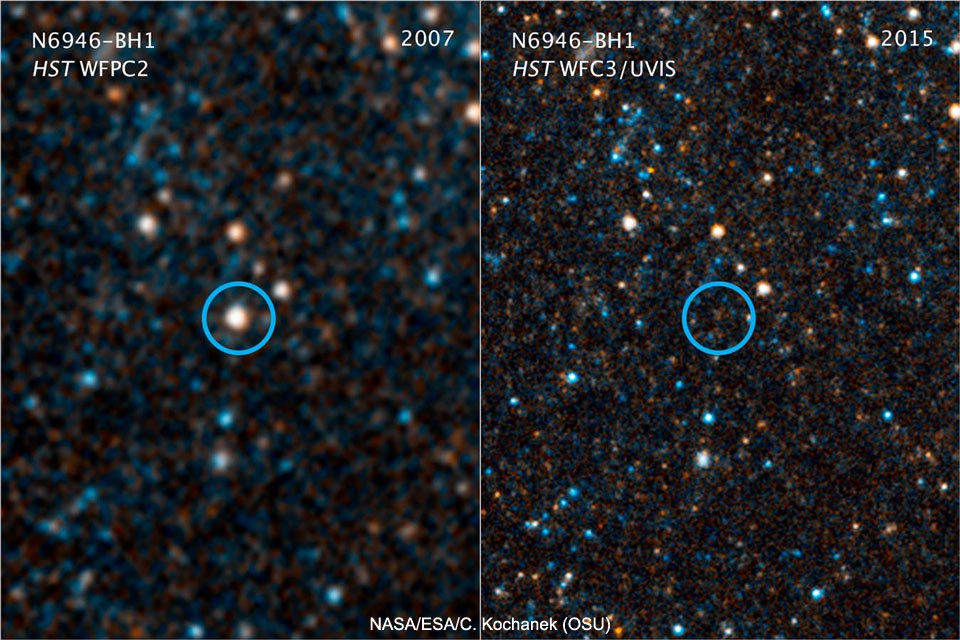 N6946-BH1
HST WFPC2
2007
N6946-BH1
HST WFC3/UVIS
2015
NASA/ESA/C. Kochanek (OSU)